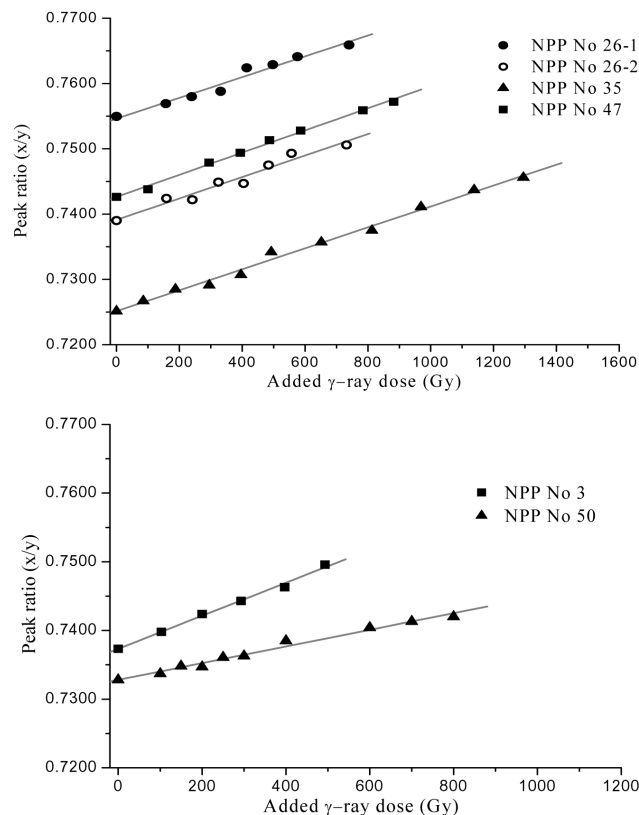 0.7700
0.7600
0.7500
0.7400
0.7300
0.7200
Peak ratio (x/y)
NPP No 26-1
NPP No 26-2
NPP No 35
NPP No 47
0 200 400 600 800 1000 1200 1400 1600
Added γ−ray dose (Gy)
0.7700
0.7600
0.7500
0.7400
0.7300
0.7200
Peak ratio (x/y)
NPP No 3
NPP No 50
0 200 400 600 800 1000 1200
Added γ−ray dose (Gy)